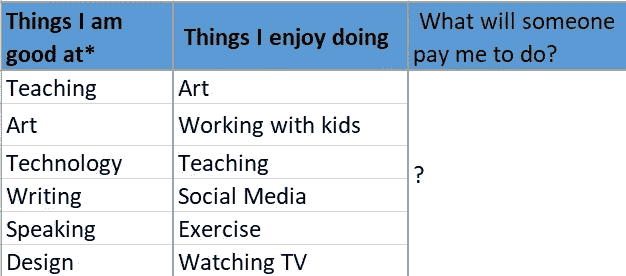 Things I am
good at*
Things I enjoy doing
What will someone
pay me to do?
Teaching
Art
Art
Working with kids
Technology
Teaching
?
Writing
Social Media
Speaking
Exercise
Design
Watching TV